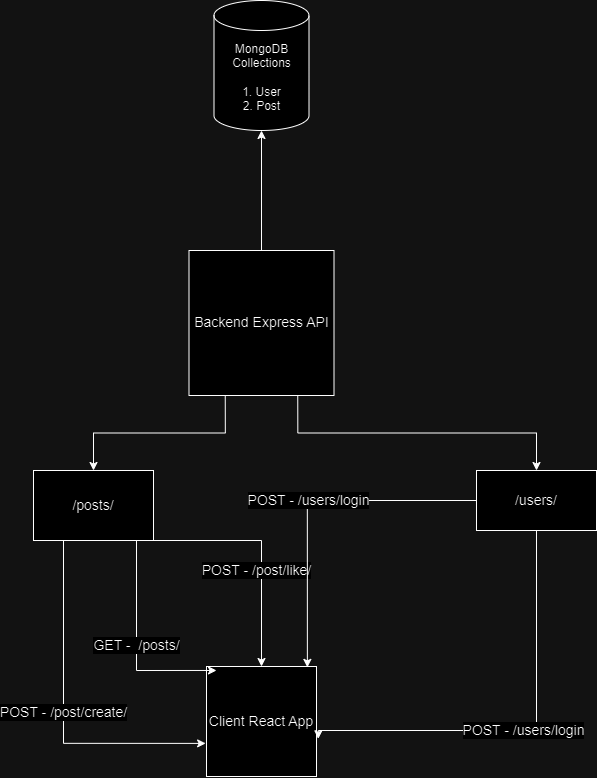 MongoDB
Collections
1. User
2. Post
Backend Express API
/posts/
/users/
POST - /users/login
POST - /post/like/
GET -  /posts/
POST - /post/create/
Client React App
POST - /users/login